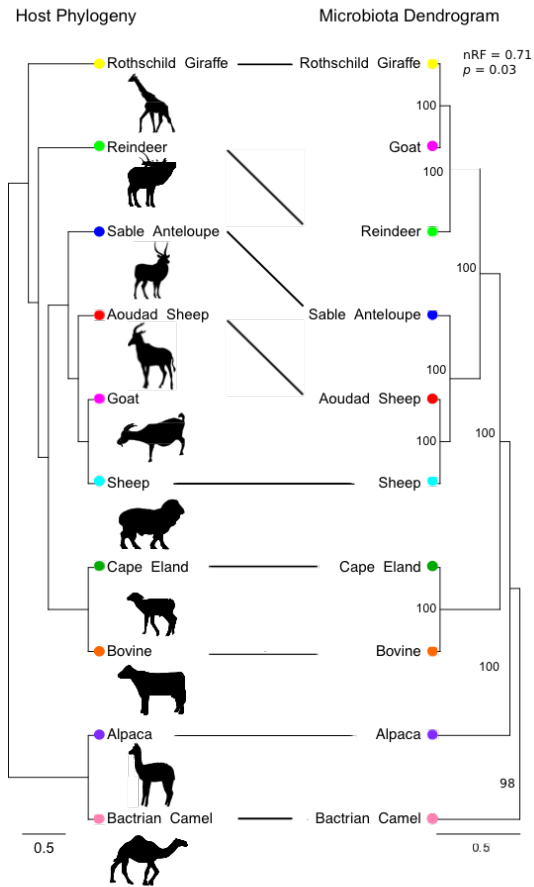 Host Phylogeny
Microbiota Dendrogram
nRF = 0.71
p = 0.03
Rothschild Giraffe
Rothschild Giraffe
100
Reindeer
Goat
100
Sable Anteloupe
Reindeer
100
Aoudad Sheep
Sable Anteloupe
100
Goat
Aoudad Sheep
100
100
Sheep
Sheep
Cape Eland
Cape Eland
100
Bovine
Bovine
100
Alpaca
Alpaca
98
Bactrian Camel
Bactrian Camel
0.5
0.5